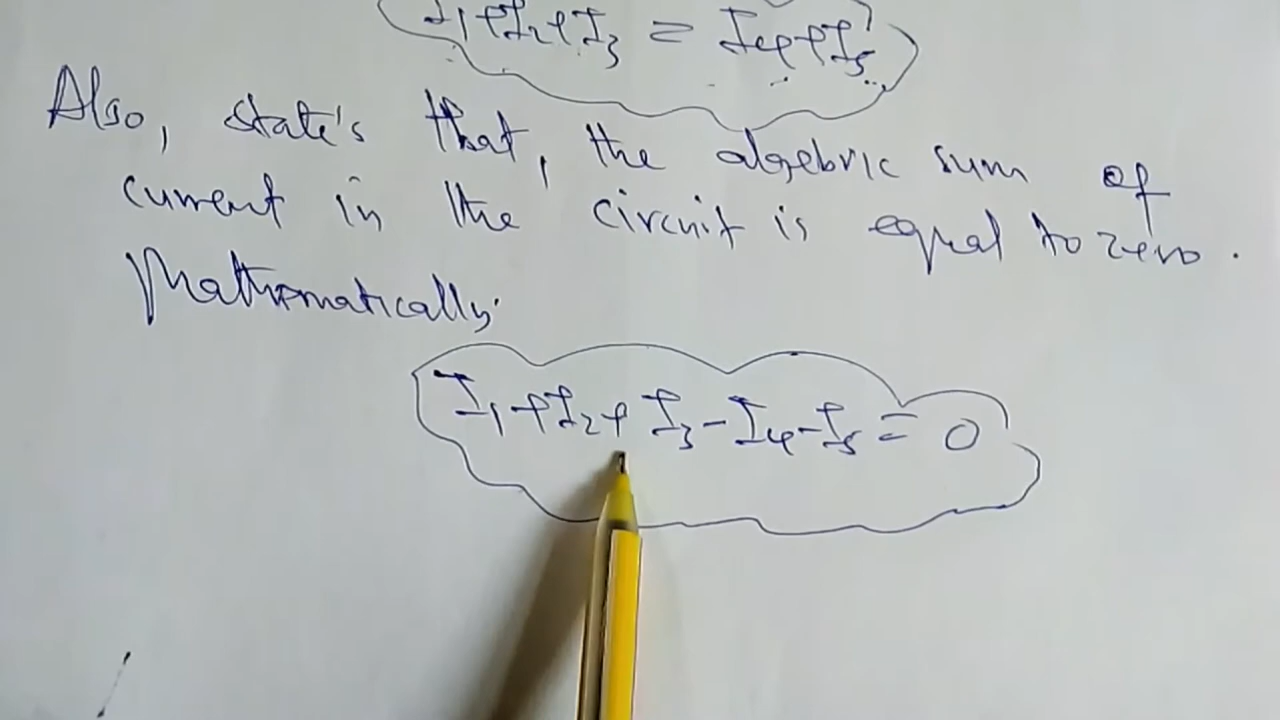 I₁+I₂+I₃ = I₄+I₅
Also, state's that, the algebric sum of
current in the circuit is equal to zero.
Mathematically:
I₁+I₂+I₃-I₄-I₅ = 0